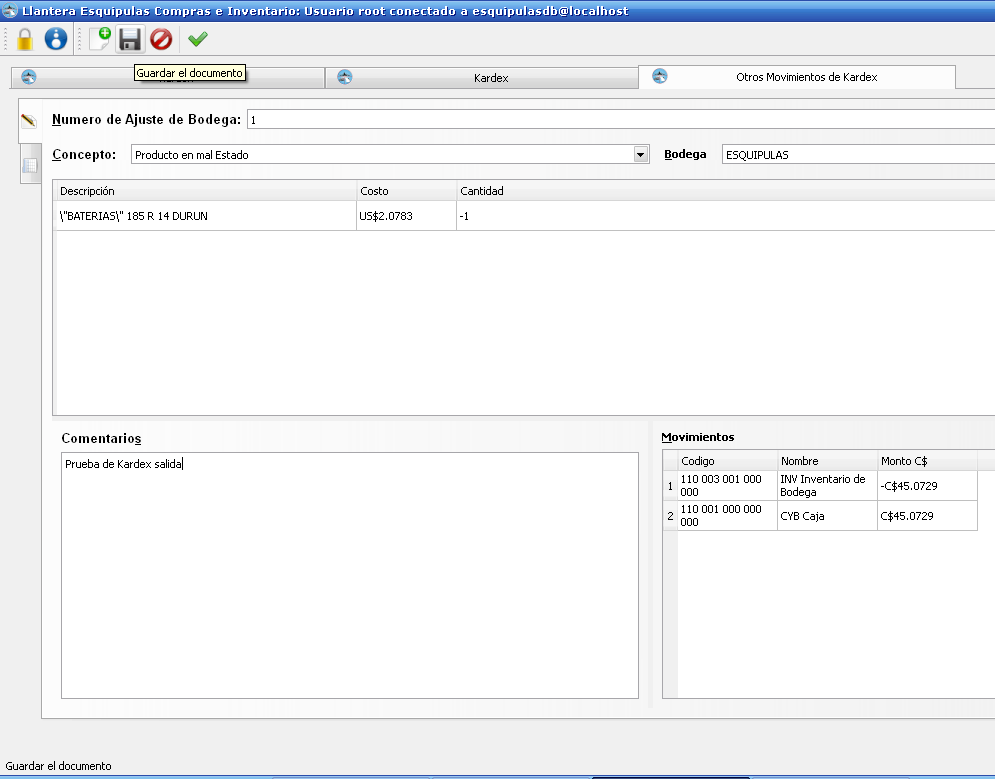 Llantera Esquipulas Compras e Inventario: Usuario root conectado a esquipulasdb@localhost
Guardar el documento
Kardex
Otros Movimientos de Kardex
Numero de Ajuste de Bodega: 1
Concepto: Producto en mal Estado Bodega ESQUIPULAS
Descripción Costo Cantidad
\"BATERIAS\" 185 R 14 DURUN US$2.0783 -1
Comentarios
Prueba de Kardex salida
Movimientos
Codigo Nombre Monto C$
1 110 003 001 000 000 INV Inventario de Bodega -C$45.0729
2 110 001 000 000 000 CYB Caja C$45.0729
Guardar el documento